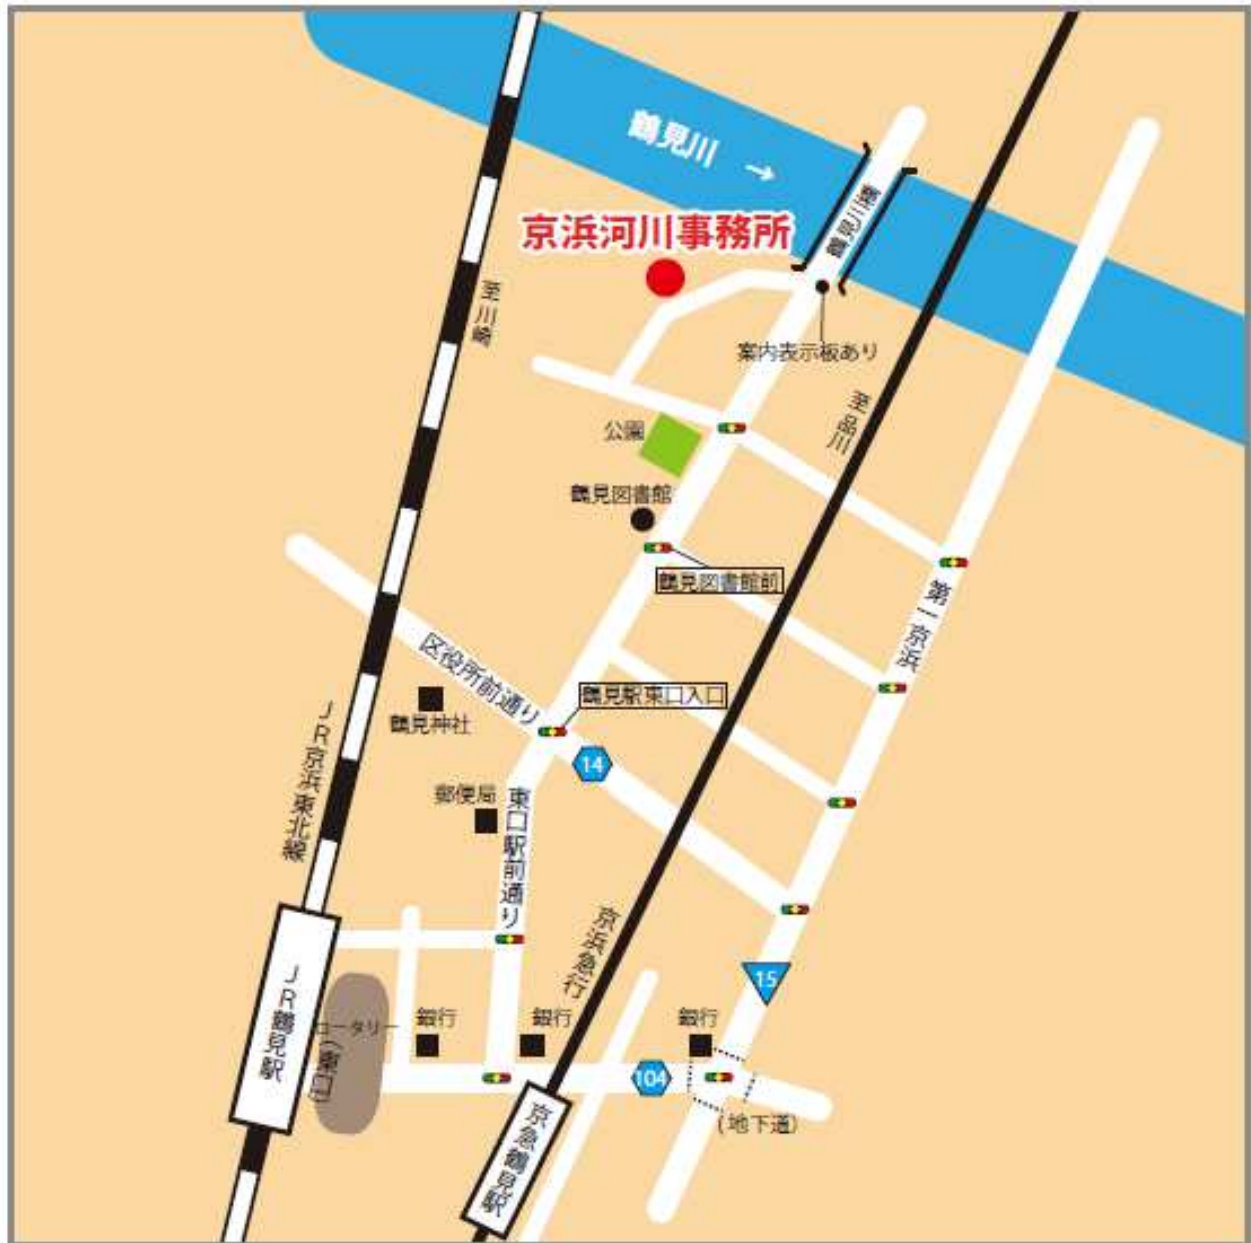 鶴見川 →
鶴見三橋
京浜河川事務所
至川崎
案内表示板あり
至品川
公園
鶴見図書館
鶴見図書館前
第一京浜
区役所前通り
鶴見駅東口入口
鶴見神社
14
JR京浜東北線
郵便局
東口駅前通り
京浜急行
15
JR鶴見駅
ロータリー
(東口)
銀行
銀行
銀行
104
(地下道)
京急鶴見駅